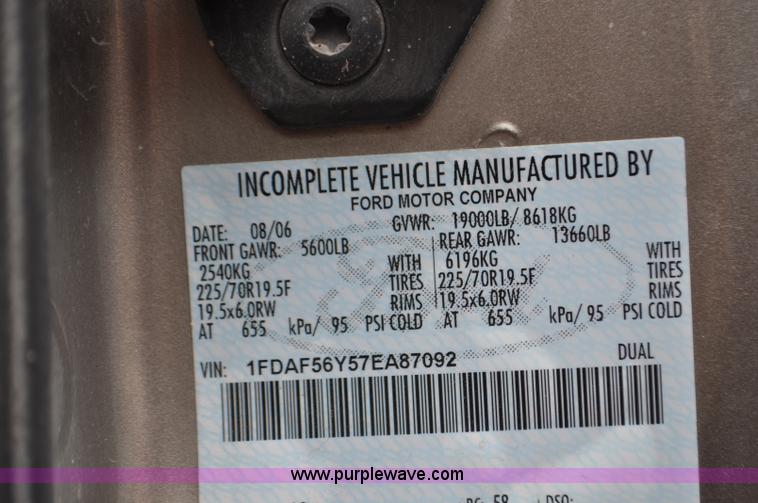 INCOMPLETE VEHICLE MANUFACTURED BY
FORD MOTOR COMPANY
DATE: 08/06 GVWR: 19000LB/ 8618KG
FRONT GAWR: 5600LB REAR GAWR: 13660LB
2540KG WITH 6196KG WITH
225/70R19.5F TIRES 225/70R19.5F TIRES
19.5x6.0RW RIMS 19.5x6.0RW RIMS
AT 655 kPa/ 95 PSI COLD AT 655 kPa/ 95 PSI COLD
VIN: 1FDAF56Y57EA87092 DUAL
www.purplewave.com
58 DSO: